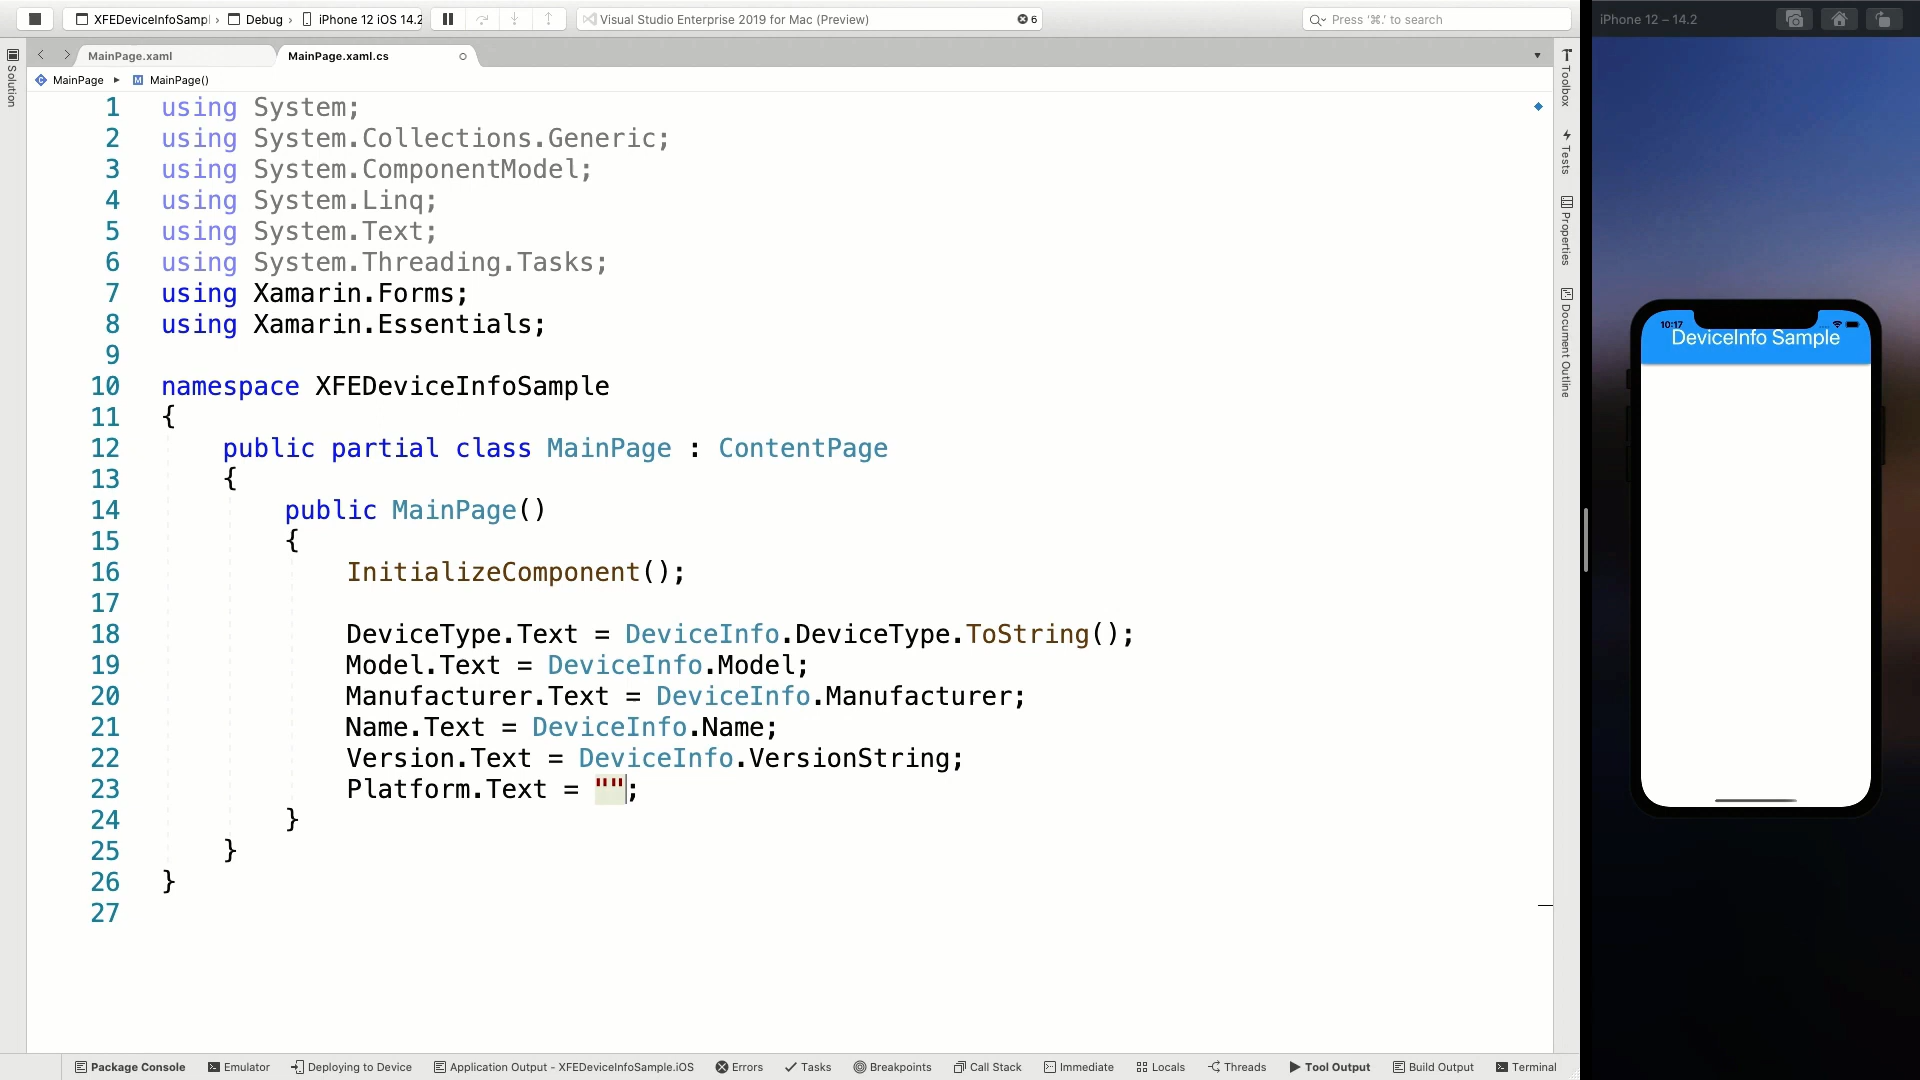 XFEDeviceInfoSampl › Debug › iPhone 12 iOS 14.2
Visual Studio Enterprise 2019 for Mac (Preview)
6
Press ‘⌘.’ to search
iPhone 12 – 14.2
Solution
MainPage.xaml
MainPage.xaml.cs
MainPage ▸ M MainPage()
1 using System;
2 using System.Collections.Generic;
3 using System.ComponentModel;
4 using System.Linq;
5 using System.Text;
6 using System.Threading.Tasks;
7 using Xamarin.Forms;
8 using Xamarin.Essentials;
9
10 namespace XFEDeviceInfoSample
11 {
12 public partial class MainPage : ContentPage
13 {
14 public MainPage()
15 {
16 InitializeComponent();
17
18 DeviceType.Text = DeviceInfo.DeviceType.ToString();
19 Model.Text = DeviceInfo.Model;
20 Manufacturer.Text = DeviceInfo.Manufacturer;
21 Name.Text = DeviceInfo.Name;
22 Version.Text = DeviceInfo.VersionString;
23 Platform.Text = "";
24 }
25 }
26 }
27
Toolbox
Tests
Properties
Document Outline
10:17
DeviceInfo Sample
Package Console
Emulator
Deploying to Device
Application Output - XFEDeviceInfoSample.iOS
Errors
Tasks
Breakpoints
Call Stack
Immediate
Locals
Threads
Tool Output
Build Output
Terminal